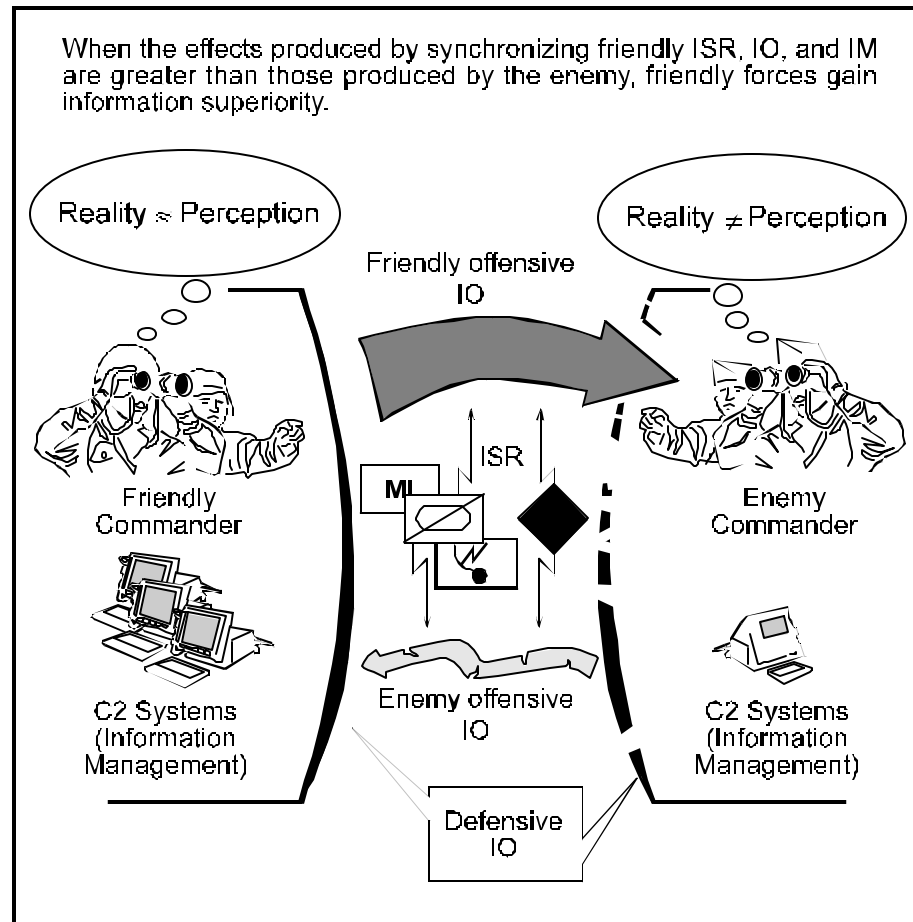 When the effects produced by synchronizing friendly ISR, IO, and IM
are greater than those produced by the enemy, friendly forces gain
information superiority.
Reality ≈ Perception
Reality ≠ Perception
Friendly offensive
IO
ISR
MI
Friendly
Commander
Enemy
Commander
Enemy offensive
IO
C2 Systems
(Information
Management)
C2 Systems
(Information
Management)
Defensive
IO